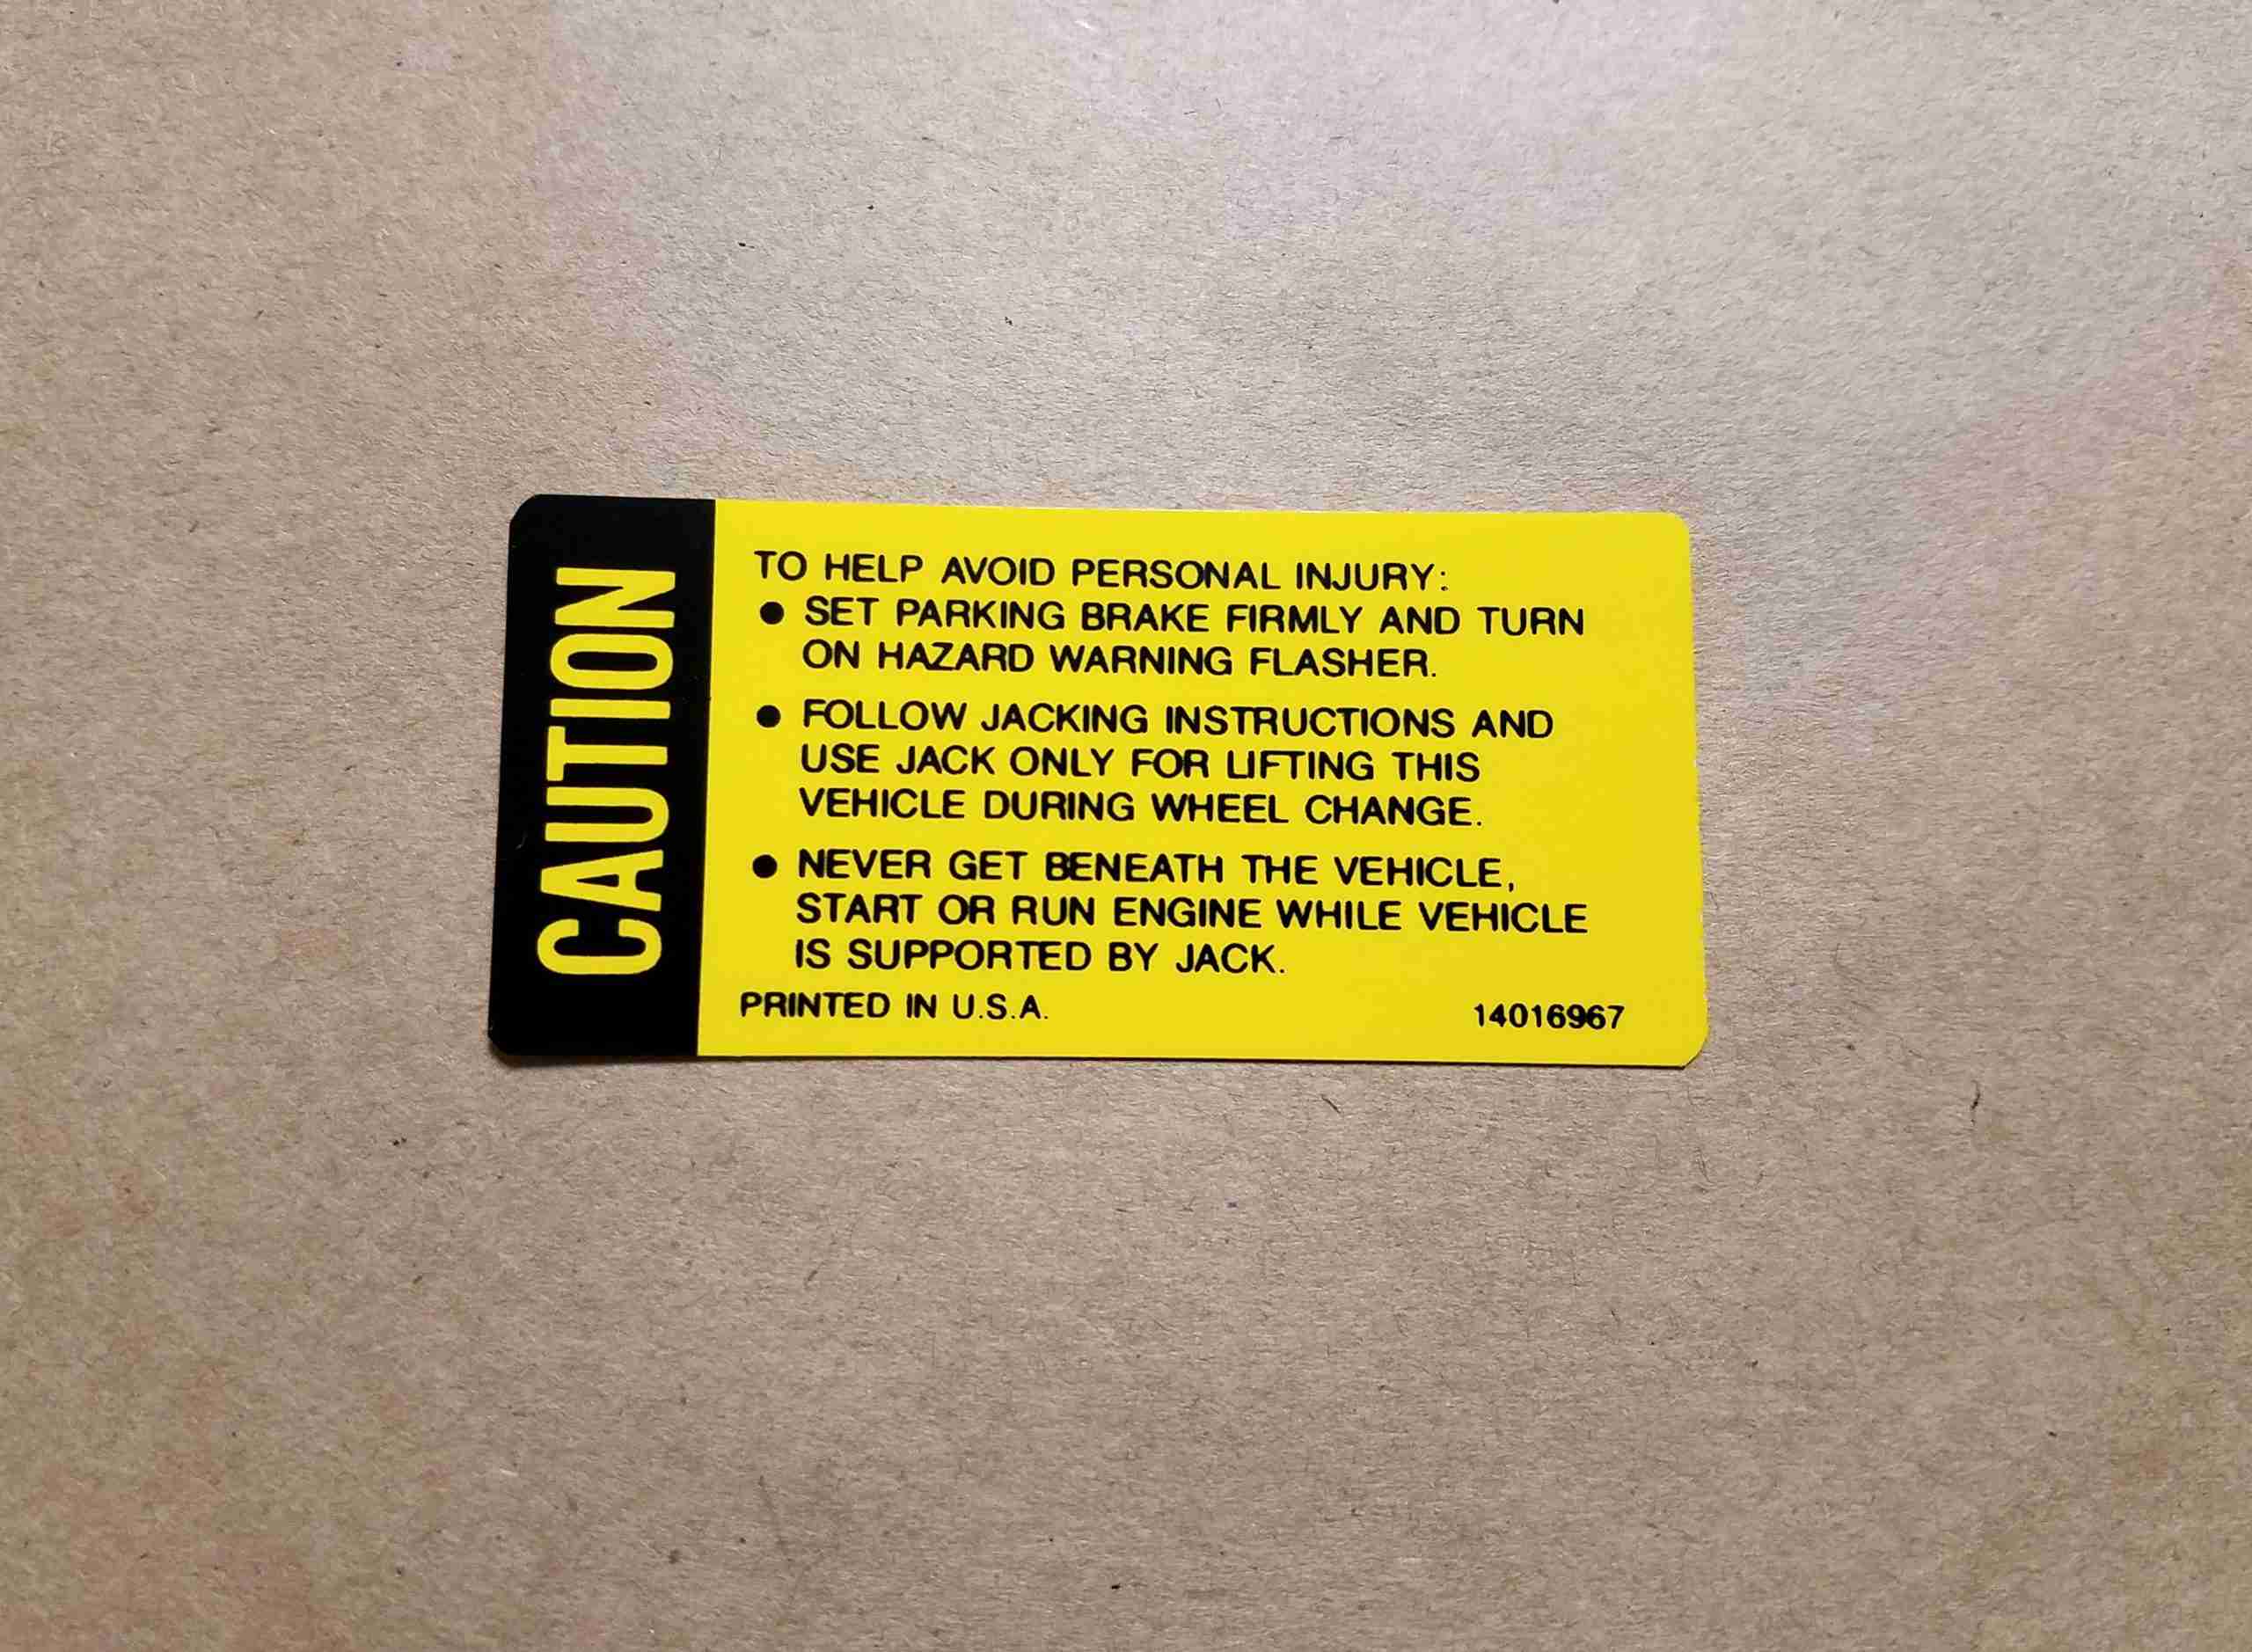 CAUTION
TO HELP AVOID PERSONAL INJURY:
● SET PARKING BRAKE FIRMLY AND TURN
ON HAZARD WARNING FLASHER.
● FOLLOW JACKING INSTRUCTIONS AND
USE JACK ONLY FOR LIFTING THIS
VEHICLE DURING WHEEL CHANGE.
● NEVER GET BENEATH THE VEHICLE,
START OR RUN ENGINE WHILE VEHICLE
IS SUPPORTED BY JACK.
PRINTED IN U.S.A. 14016967